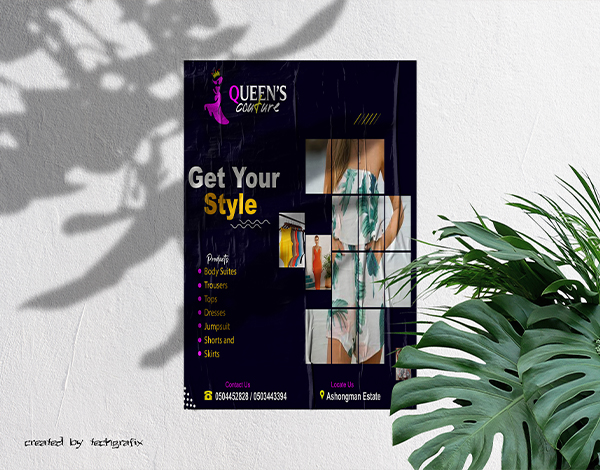 QUEEN'S
couture
Get Your
Style
Products
Body Suites
Trousers
Tops
Dresses
Jumpsuit
Shorts and
Skirts
Contact Us
0504452828 / 0503443394
Locate Us
Ashongman Estate
created by techgrafix